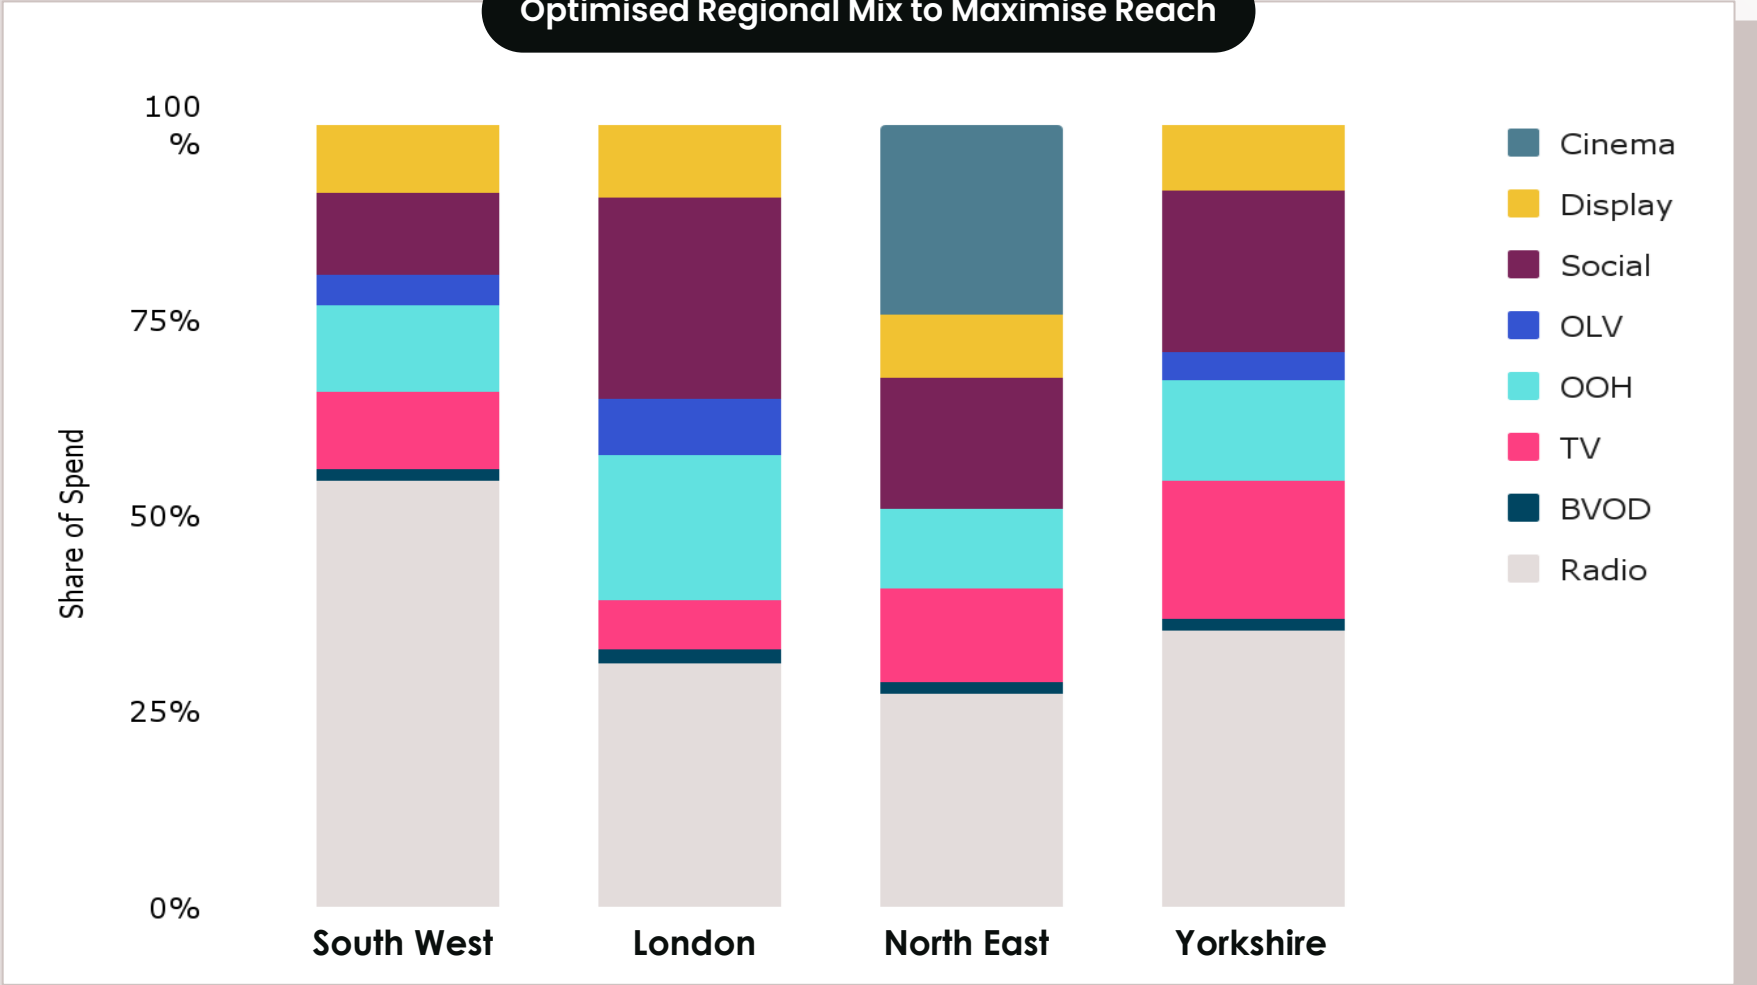 Optimised Regional Mix to Maximise Reach
100
%
75%
50%
25%
0%
Share of Spend
South West
London
North East
Yorkshire
Cinema
Display
Social
OLV
OOH
TV
BVOD
Radio